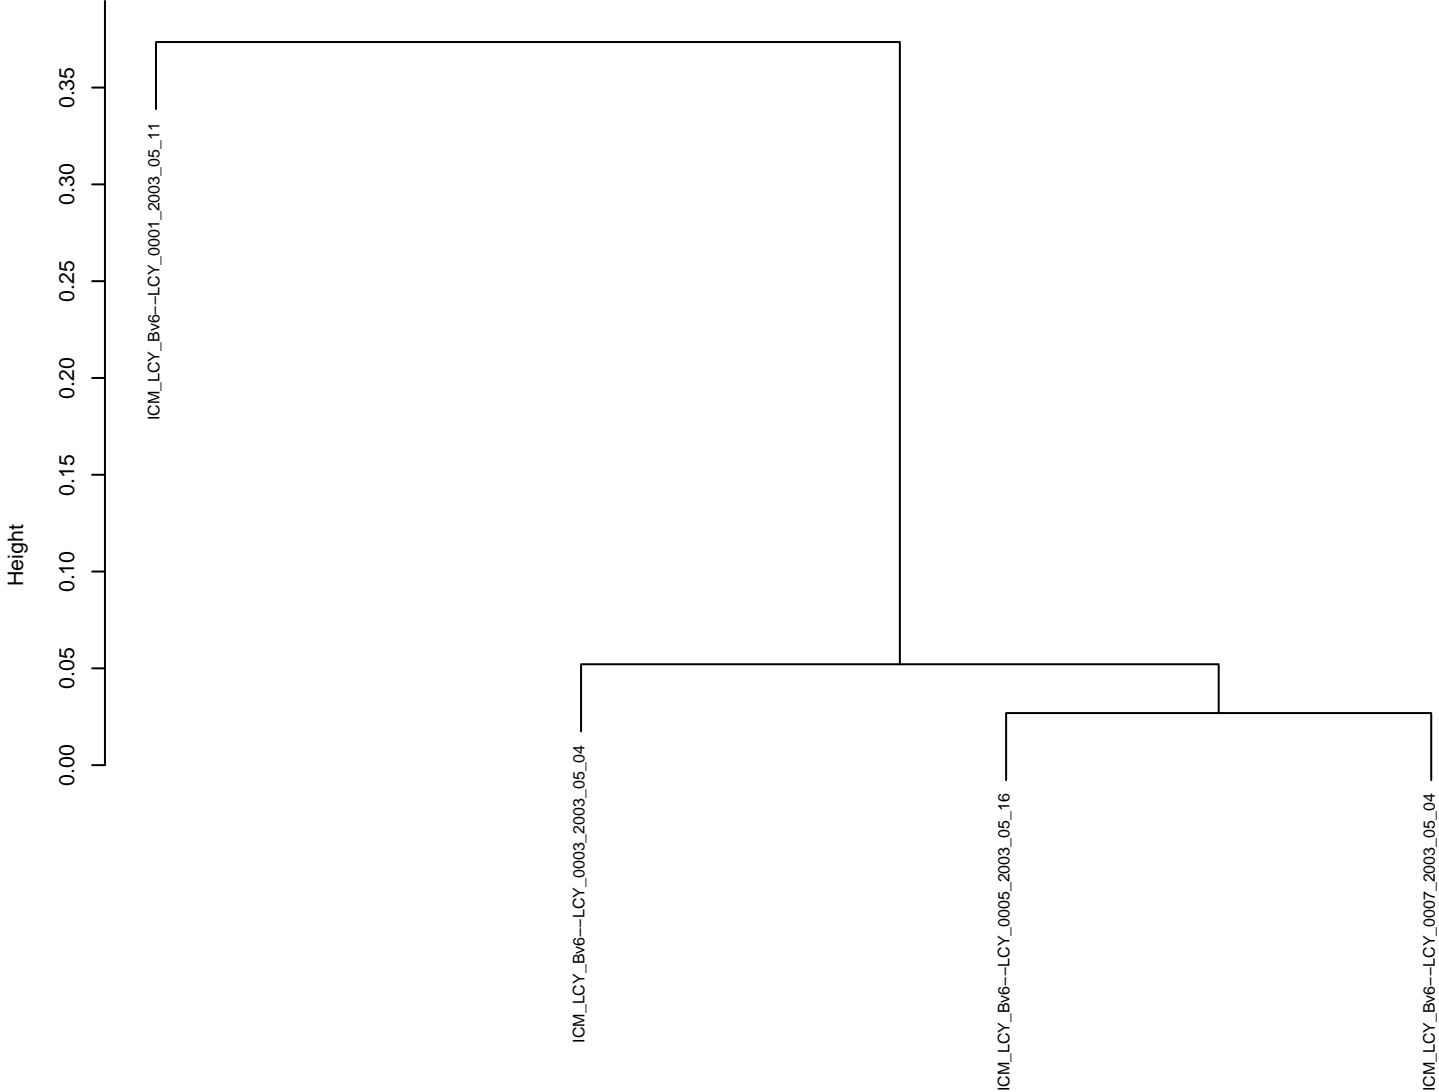 Height
0.35
0.30
0.25
0.20
0.15
0.10
0.05
0.00
ICM_LCY_Bv6--LCY_0001_2003_05_11
ICM_LCY_Bv6--LCY_0003_2003_05_04
ICM_LCY_Bv6--LCY_0005_2003_05_16
ICM_LCY_Bv6--LCY_0007_2003_05_04